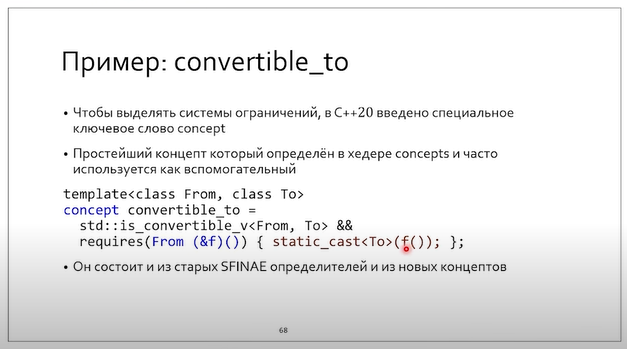 Пример: convertible_to
• Чтобы выделять системы ограничений, в C++20 введено специальное
ключевое слово concept
• Простейший концепт который определён в хедере concepts и часто
используется как вспомогательный
template<class From, class To>
concept convertible_to =
std::is_convertible_v<From, To> &&
requires(From (&f)()) { static_cast<To>(f()); };
• Он состоит и из старых SFINAE определителей и из новых концептов
68